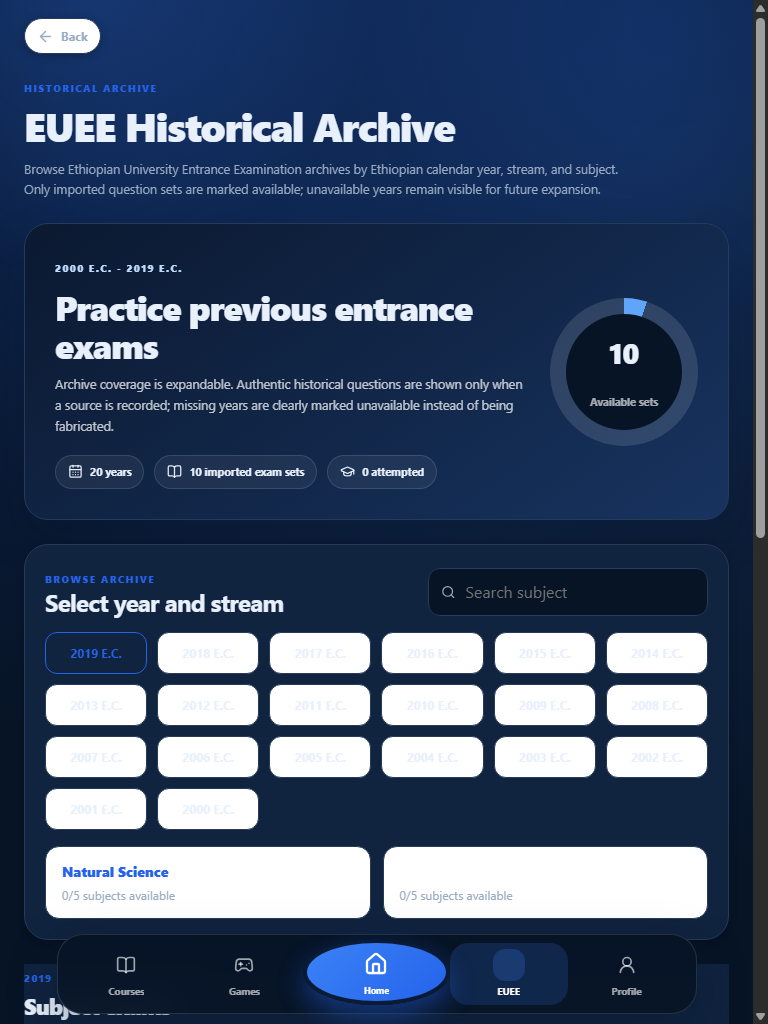 Back
HISTORICAL ARCHIVE
EUEE Historical Archive
Browse Ethiopian University Entrance Examination archives by Ethiopian calendar year, stream, and subject.
Only imported question sets are marked available; unavailable years remain visible for future expansion.
2000 E.C. - 2019 E.C.
Practice previous entrance
exams
Archive coverage is expandable. Authentic historical questions are shown only when
a source is recorded; missing years are clearly marked unavailable instead of being
fabricated.
20 years
10 imported exam sets
0 attempted
10
Available sets
BROWSE ARCHIVE
Select year and stream
Search subject
2019 E.C.
2018 E.C.
2017 E.C.
2016 E.C.
2015 E.C.
2014 E.C.
2013 E.C.
2012 E.C.
2011 E.C.
2010 E.C.
2009 E.C.
2008 E.C.
2007 E.C.
2006 E.C.
2005 E.C.
2004 E.C.
2003 E.C.
2002 E.C.
2001 E.C.
2000 E.C.
Natural Science
0/5 subjects available
0/5 subjects available
2019
Courses
Games
Home
EUEE
Profile